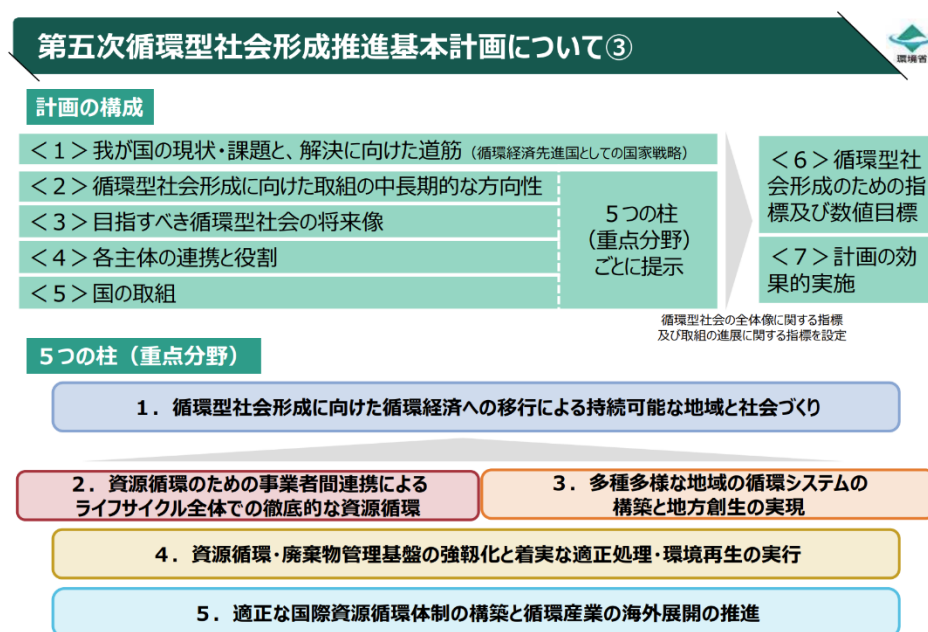 第五次循環型社会形成推進基本計画について③
環境省
計画の構成
＜１＞我が国の現状・課題と、解決に向けた道筋（循環経済先進国としての国家戦略）
＜２＞循環型社会形成に向けた取組の中長期的な方向性
＜３＞目指すべき循環型社会の将来像
＜４＞各主体の連携と役割
＜５＞国の取組
５つの柱
（重点分野）
ごとに提示
＜６＞循環型社
会形成のための指
標及び数値目標
＜７＞計画の効
果的実施
循環型社会の全体像に関する指標
及び取組の進展に関する指標を設定
５つの柱（重点分野）
１．循環型社会形成に向けた循環経済への移行による持続可能な地域と社会づくり
２．資源循環のための事業者間連携による
ライフサイクル全体での徹底的な資源循環
３．多種多様な地域の循環システムの
構築と地方創生の実現
４．資源循環・廃棄物管理基盤の強靱化と着実な適正処理・環境再生の実行
５．適正な国際資源循環体制の構築と循環産業の海外展開の推進